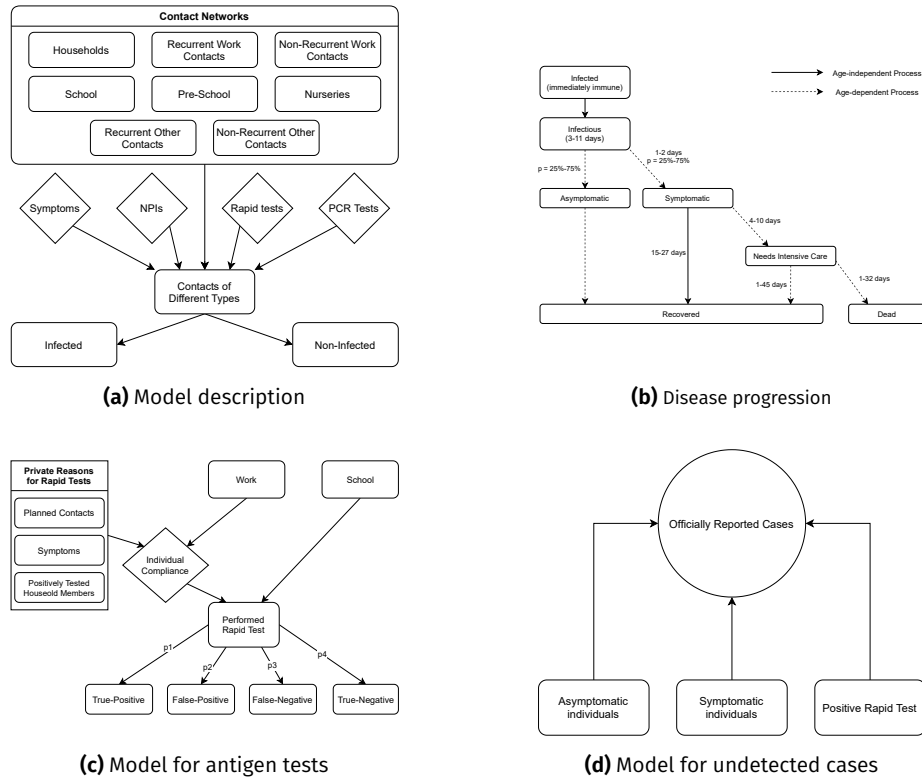 Contact Networks
Households
Recurrent Work
Contacts
Non-Recurrent Work
Contacts
School
Pre-School
Nurseries
Recurrent Other
Contacts
Non-Recurrent Other
Contacts
Symptoms
NPIs
Rapid tests
PCR Tests
Contacts of
Different Types
Infected
Non-Infected
(a) Model description
Infected
(immediately immune)
Age-independent Process
Age-dependent Process
Infectious
(3-11 days)
1-2 days
p = 25%-75%
p = 25%-75%
Asymptomatic
Symptomatic
4-10 days
15-27 days
Needs Intensive Care
1-45 days
1-32 days
Recovered
Dead
(b) Disease progression
Private Reasons
for Rapid Tests
Planned Contacts
Symptoms
Positively Tested
Houseold Members
Work
School
Individual
Compliance
Performed
Rapid Test
p1
p2
p3
p4
True-Positive
False-Positive
False-Negative
True-Negative
(c) Model for antigen tests
Officially Reported Cases
Asymptomatic
individuals
Symptomatic
individuals
Positive Rapid Test
(d) Model for undetected cases